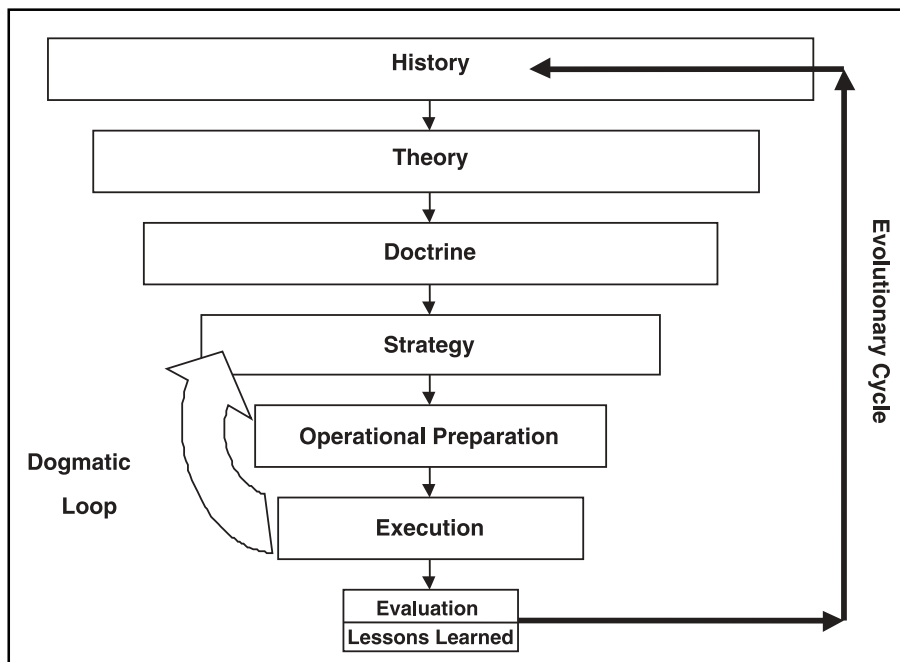 History
Theory
Doctrine
Strategy
Operational Preparation
Execution
Evaluation
Lessons Learned
Dogmatic
Loop
Evolutionary Cycle